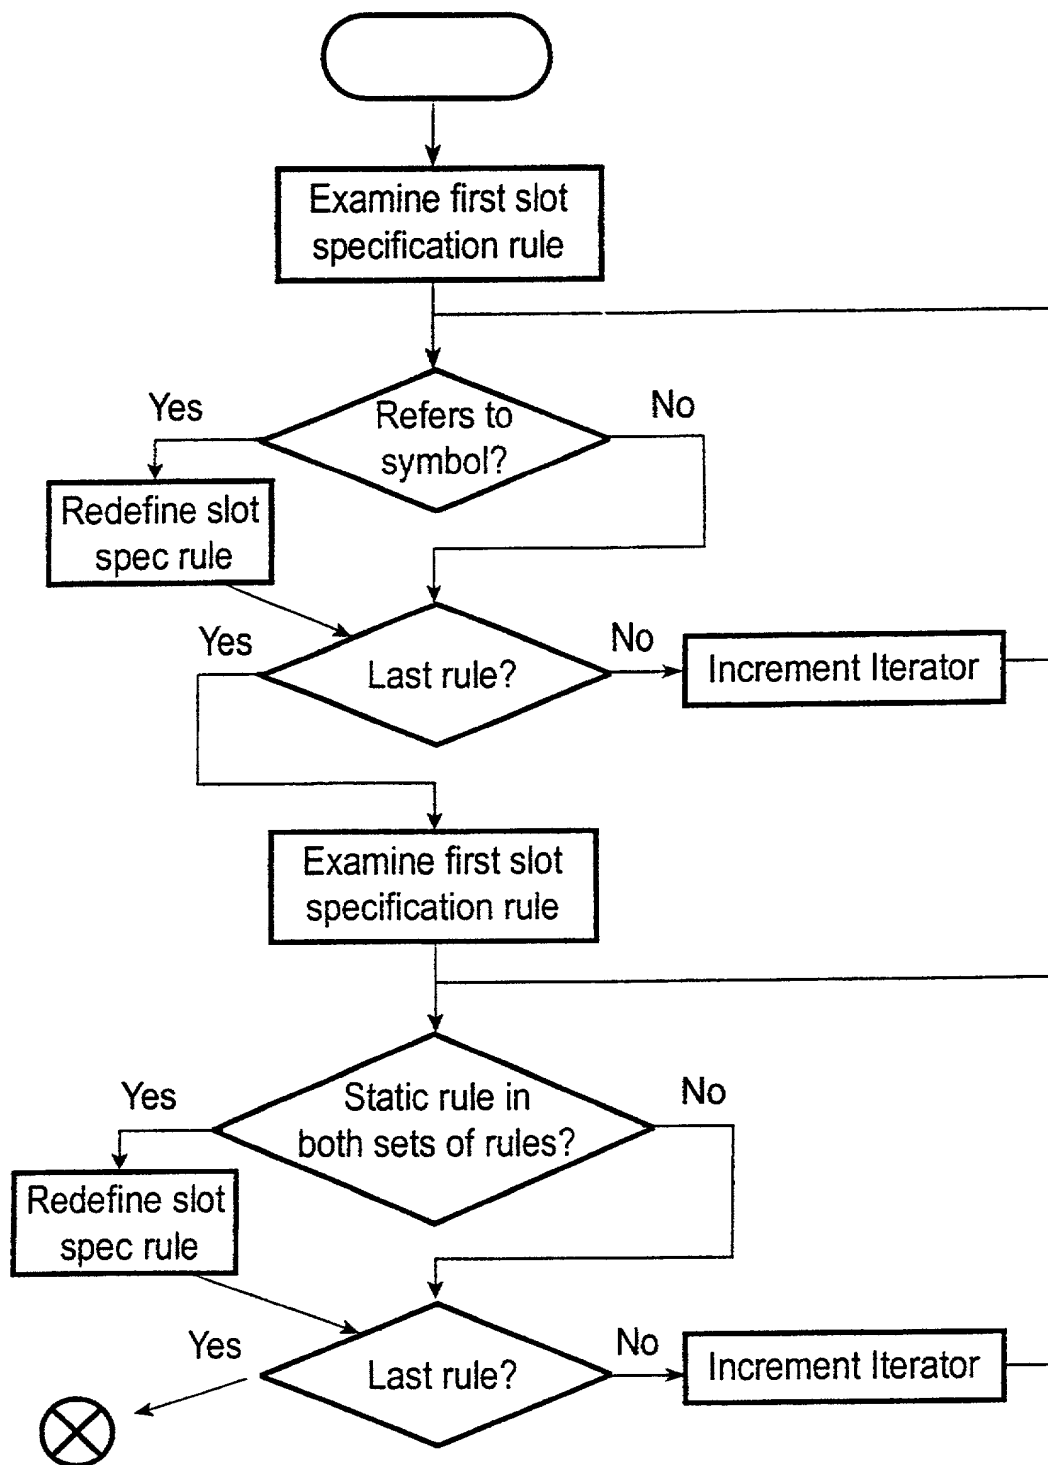 Examine first slot
specification rule
Yes
No
Refers to
symbol?
Redefine slot
spec rule
Yes
No
Last rule?
Increment Iterator
Examine first slot
specification rule
Yes
No
Static rule in
both sets of rules?
Redefine slot
spec rule
Yes
No
Last rule?
Increment Iterator